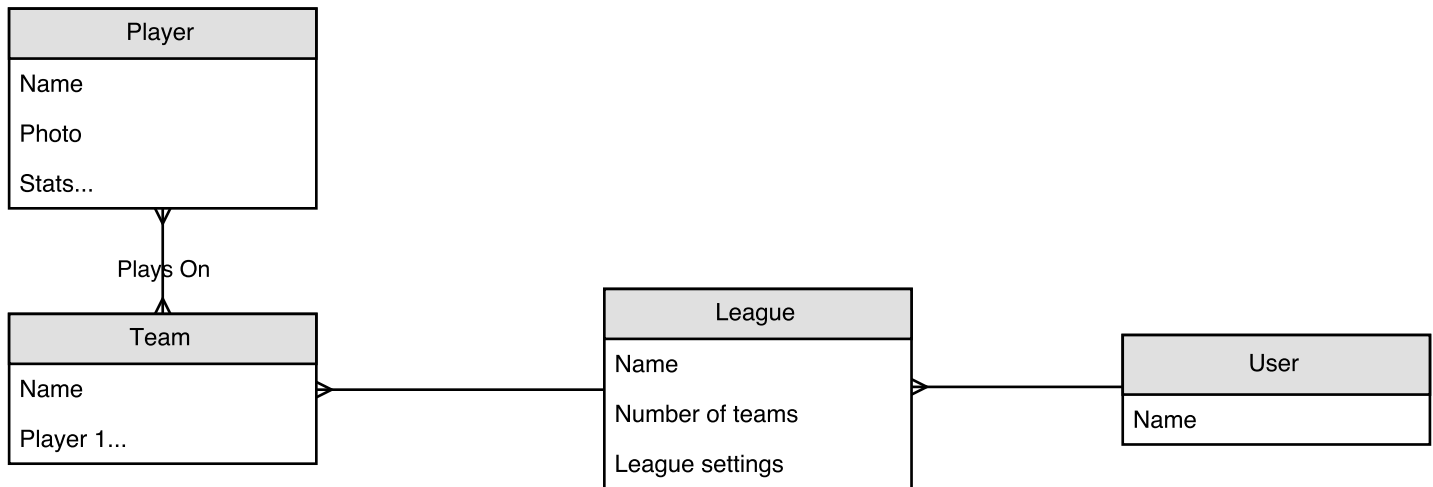 Player
Name
Photo
Stats...
Plays On
Team
Name
Player 1...
League
Name
Number of teams
League settings
User
Name